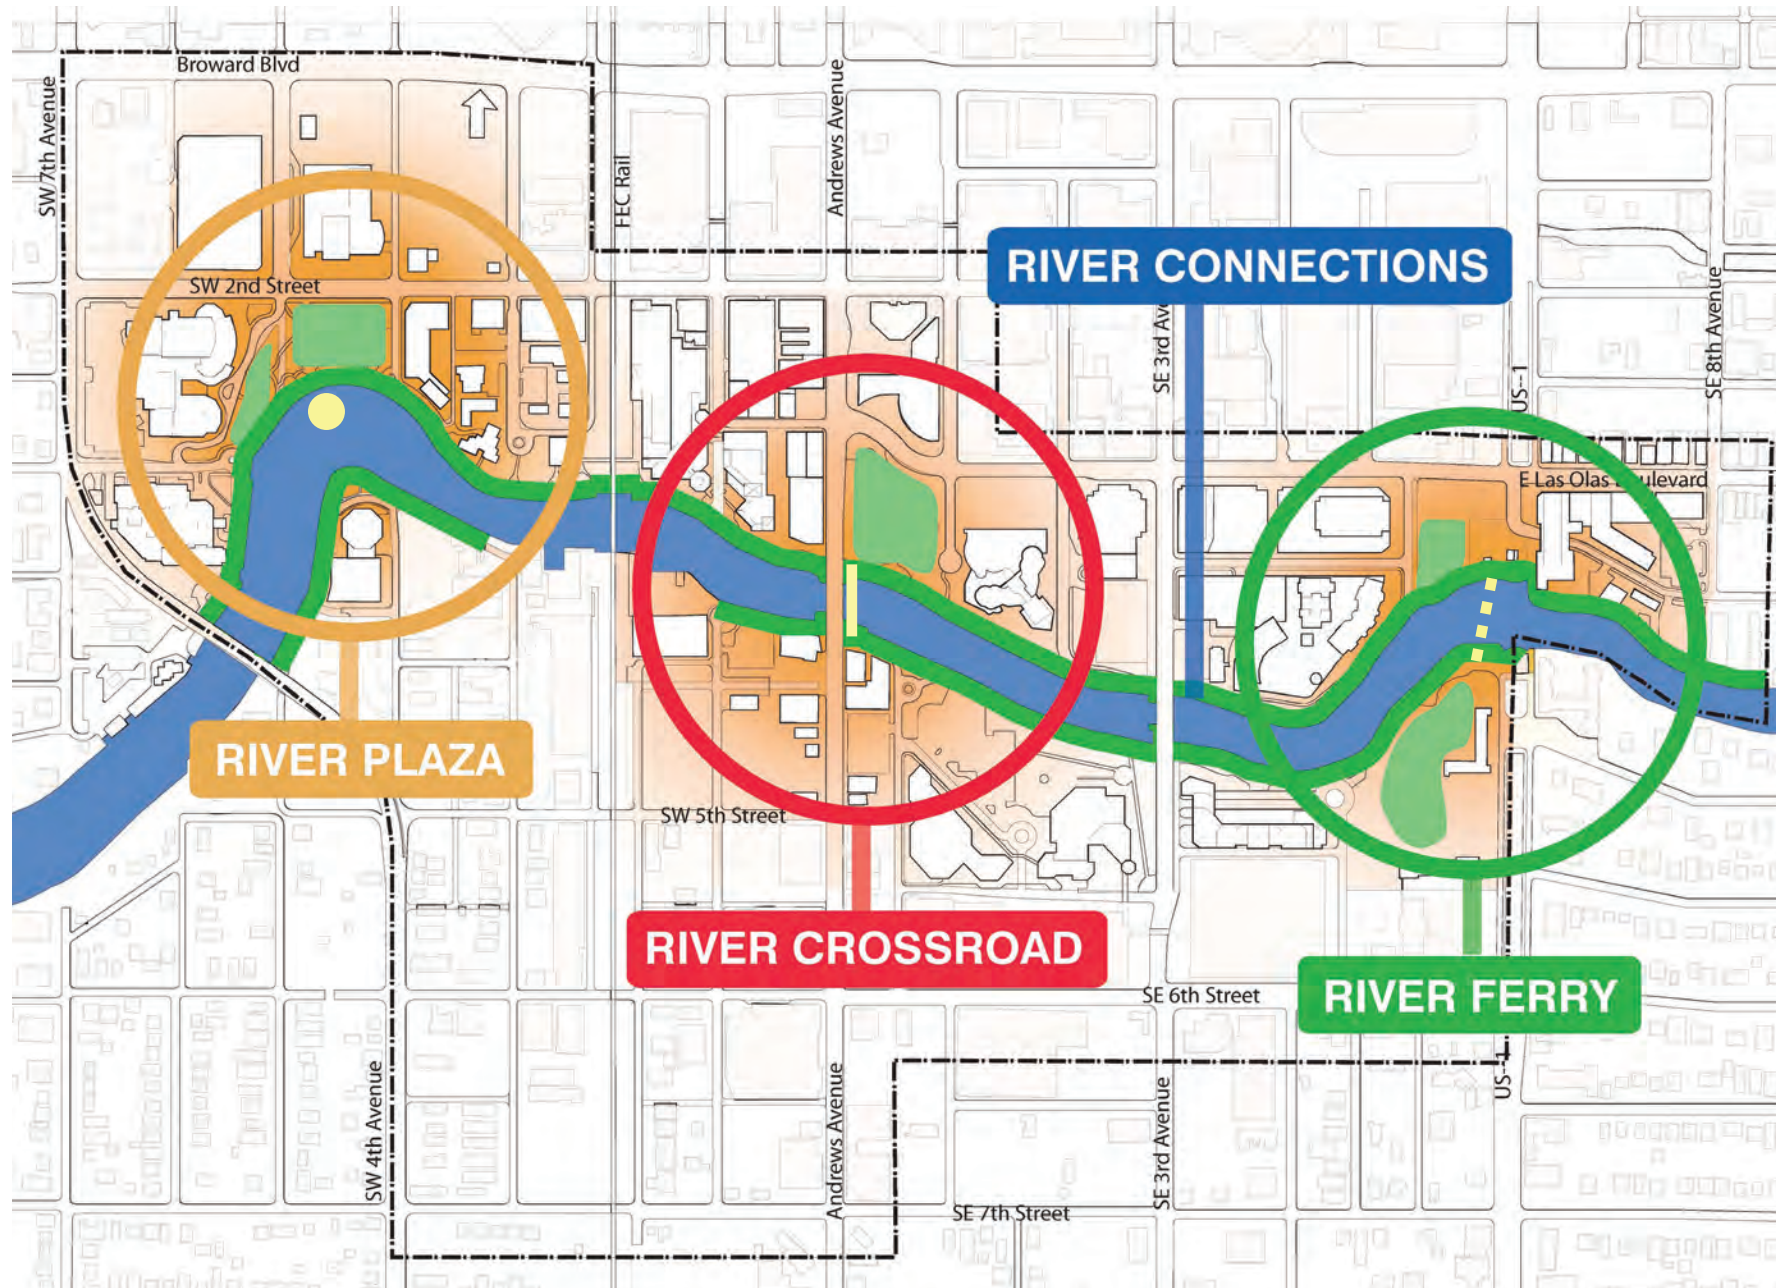 Broward Blvd
SW 7th Avenue
FEC Rail
Andrews Avenue
RIVER CONNECTIONS
SW 2nd Street
SE 3rd Av
US--1
SE 8th Avenue
E Las Olas Boulevard
RIVER PLAZA
SW 5th Street
RIVER CROSSROAD
SE 6th Street
RIVER FERRY
SW 4th Avenue
Andrews Avenue
SE 3rd Avenue
US--1
SE 7th Street